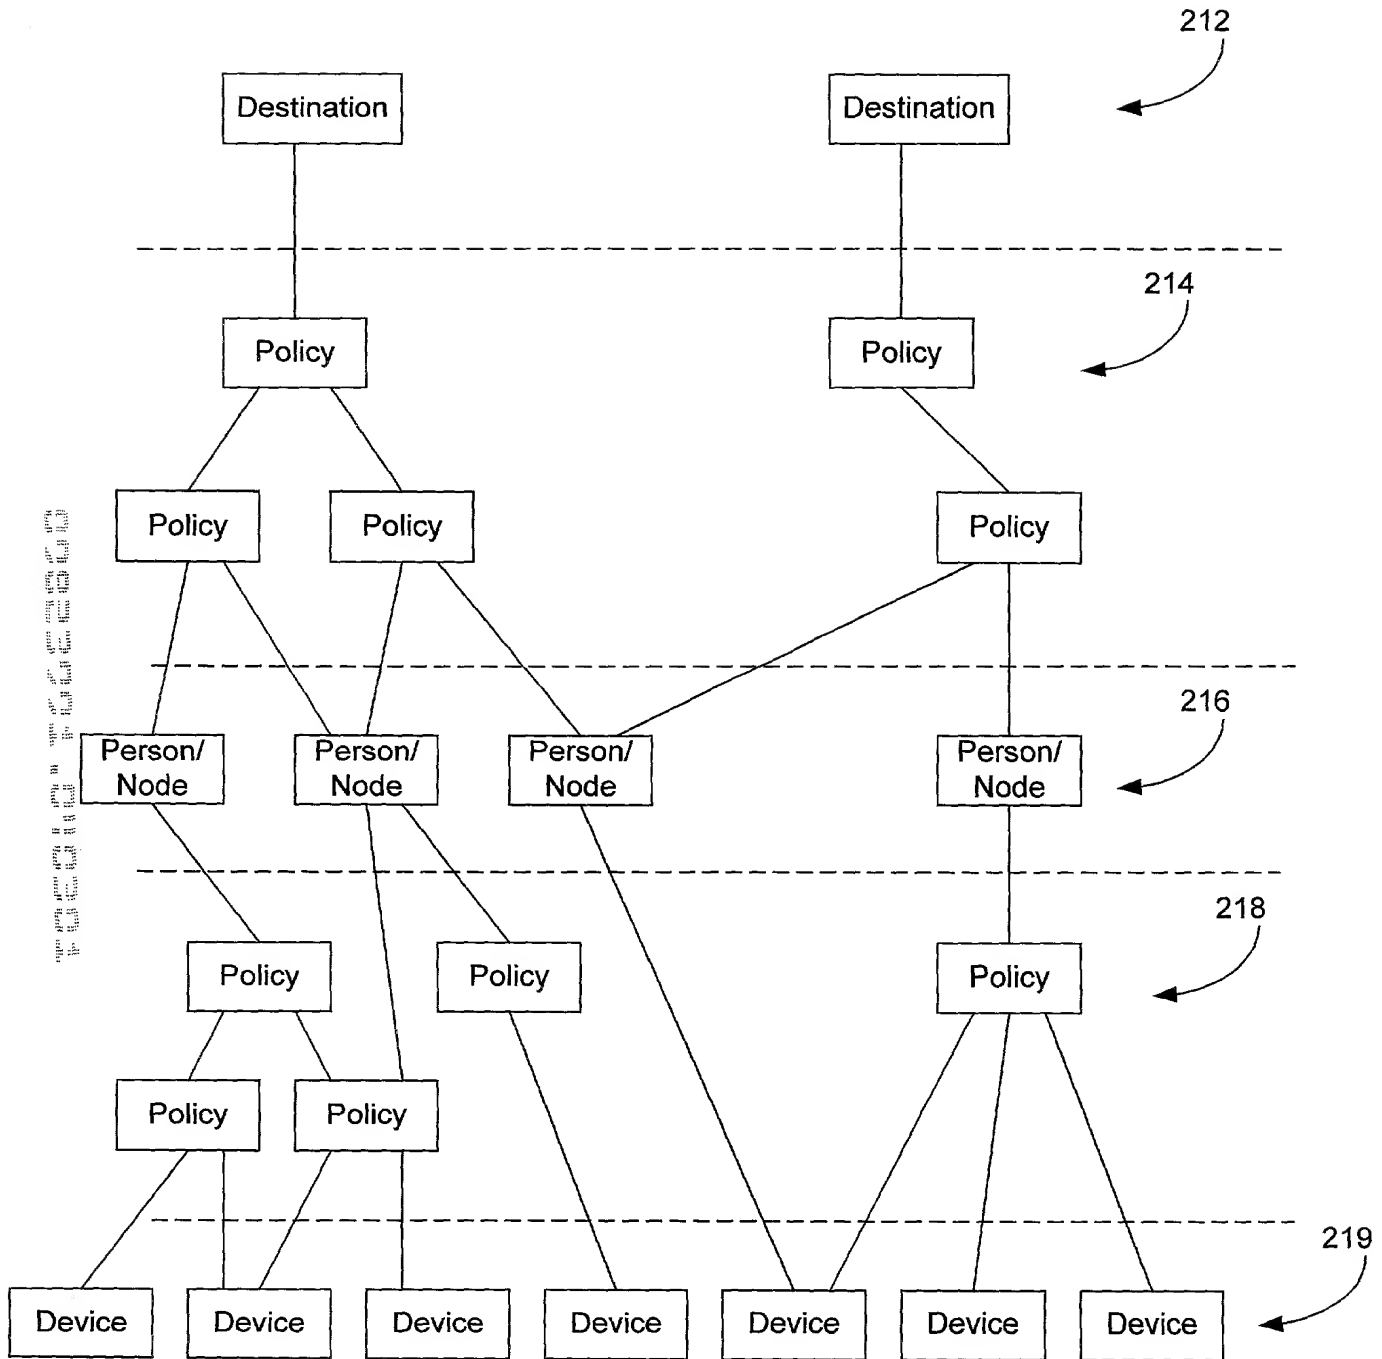 212
Destination
Destination
214
Policy
Policy
Policy
Policy
Policy
216
Person/
Node
Person/
Node
Person/
Node
Person/
Node
218
Policy
Policy
Policy
Policy
Policy
219
Device
Device
Device
Device
Device
Device
Device